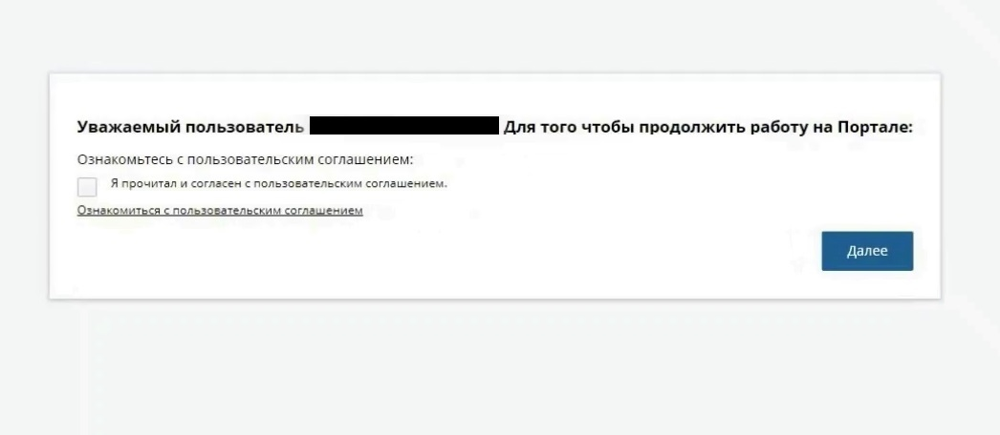 Уважаемый пользователь Для того чтобы продолжить работу на Портале:
Ознакомьтесь с пользовательским соглашением:
Я прочитал и согласен с пользовательским соглашением.
Ознакомиться с пользовательским соглашением
Далее